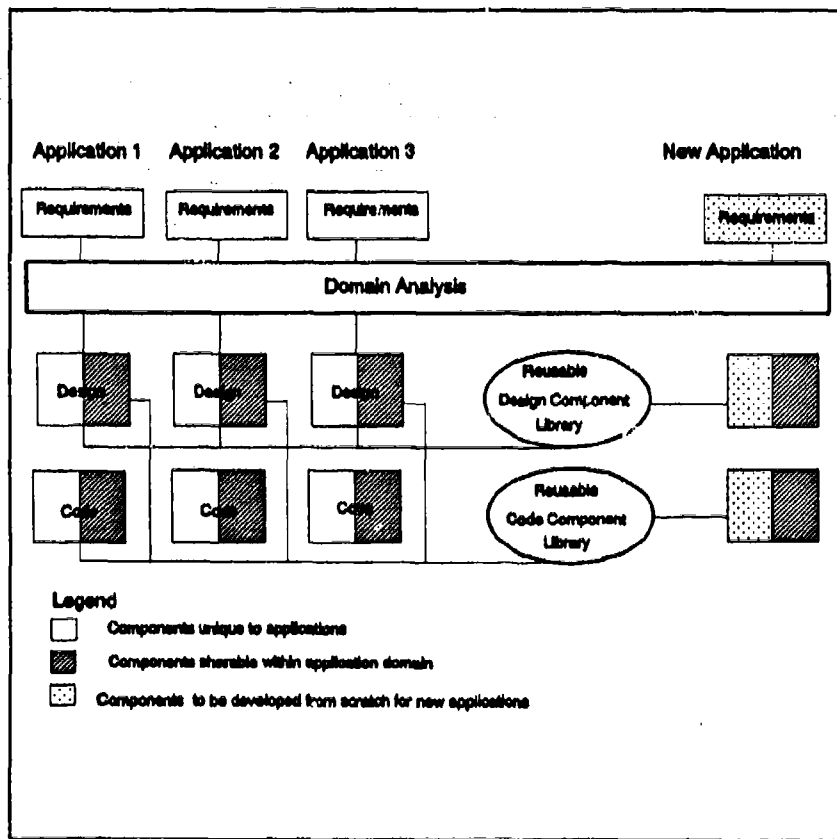 Application 1 Application 2 Application 3 New Application
Requirements Requirements Requirements Requirements
Domain Analysis
Design Design Design
Reusable
Design Component
Library
Code Code Code
Reusable
Code Component
Library
Legend
Components unique to applications
Components sharable within application domain
Components to be developed from scratch for new applications